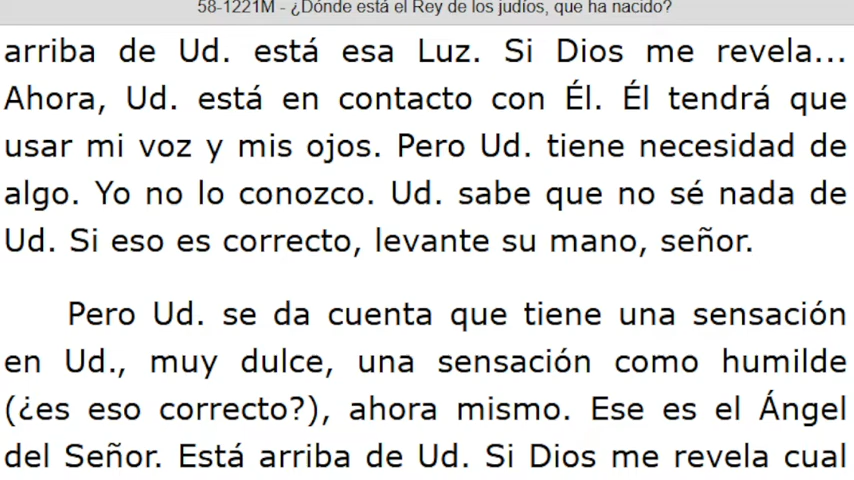 58-1221M - ¿Dónde está el Rey de los judíos, que ha nacido?
arriba de Ud. está esa Luz. Si Dios me revela...
Ahora, Ud. está en contacto con Él. Él tendrá que
usar mi voz y mis ojos. Pero Ud. tiene necesidad de
algo. Yo no lo conozco. Ud. sabe que no sé nada de
Ud. Si eso es correcto, levante su mano, señor.
Pero Ud. se da cuenta que tiene una sensación
en Ud., muy dulce, una sensación como humilde
(¿es eso correcto?), ahora mismo. Ese es el Ángel
del Señor. Está arriba de Ud. Si Dios me revela cual